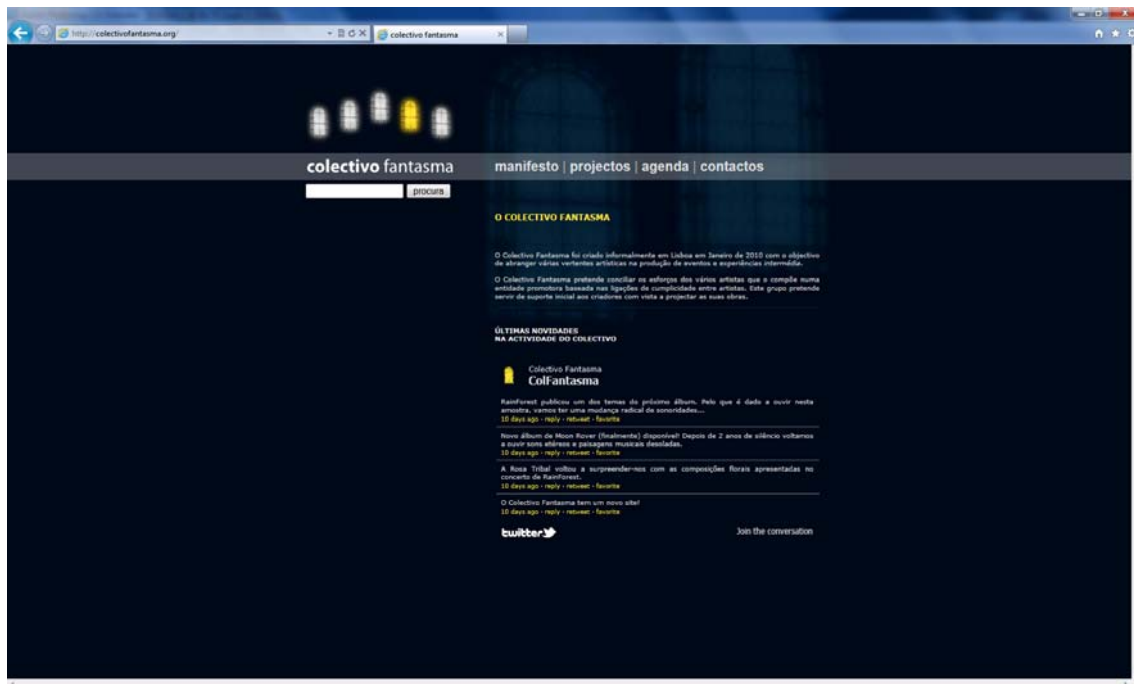 http://colectivofantasma.org/
colectivo fantasma
colectivo fantasma
manifesto | projectos | agenda | contactos
procura
O COLECTIVO FANTASMA
O Colectivo Fantasma foi criado informalmente em Lisboa em Janeiro de 2010 com o objectivo
de abranger várias vertentes artísticas na produção de eventos e experiências intermédia.
O Colectivo Fantasma pretende conciliar os esforços dos vários artistas que o compõe numa
entidade promotora baseada nas ligações de cumplicidade entre artistas. Este grupo pretende
servir de suporte inicial aos criadores com vista a projectar as suas obras.
ÚLTIMAS NOVIDADES
NA ACTIVIDADE DO COLECTIVO
Colectivo Fantasma
ColFantasma
RainForest publicou um dos temas do próximo álbum. Pelo que é dado a ouvir nesta
amostra, vamos ter uma mudança radical de sonoridades...
10 days ago · reply · retweet · favorite
Novo álbum de Moon Rover (finalmente) disponível! Depois de 2 anos de silêncio voltamos
a ouvir sons etéreos e paisagens musicais desoladas.
10 days ago · reply · retweet · favorite
A Rosa Tribal voltou a surpreender-nos com as composições florais apresentadas no
concerto de RainForest.
10 days ago · reply · retweet · favorite
O Colectivo Fantasma tem um novo site!
10 days ago · reply · retweet · favorite
twitter
Join the conversation